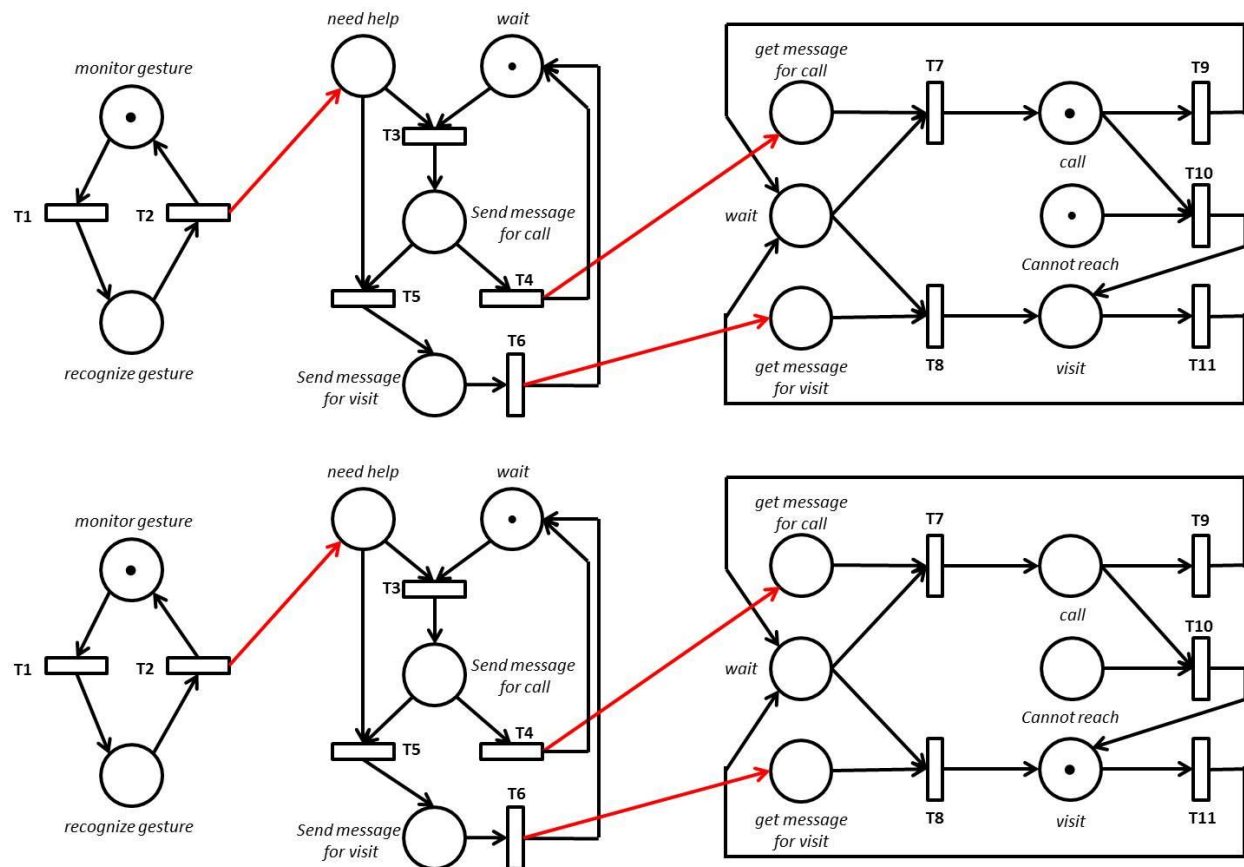 need help
wait
monitor gesture
get message
for call
T7
T9
T3
call
T10
T1
T2
Send message
for call
wait
Cannot reach
T5
T4
T6
recognize gesture
Send message
for visit
get message
for visit
T8
visit
T11
need help
wait
monitor gesture
get message
for call
T7
T9
T3
call
T10
T1
T2
Send message
for call
wait
Cannot reach
T5
T4
T6
recognize gesture
Send message
for visit
get message
for visit
T8
visit
T11